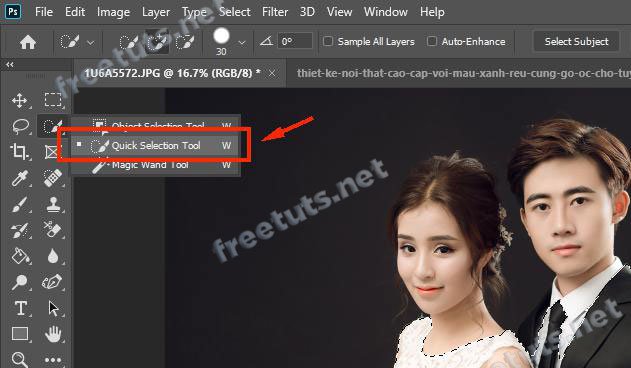 Ps File Edit Image Layer Type Select Filter 3D View Window Help
30 0° Sample All Layers Auto-Enhance Select Subject
1U6A5572.JPG @ 16.7% (RGB/8) * × thiet-ke-noi-that-cao-cap-voi-mau-xanh-reu-cung-go-oc-cho-tu
Object Selection Tool W
Quick Selection Tool W
Magic Wand Tool W
T
freetuts.net
freetuts.net
freetuts.net